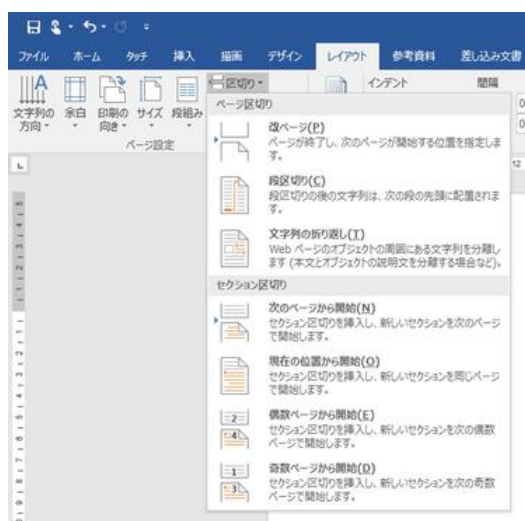 ファイル ホーム タッチ 挿入 描画 デザイン レイアウト 参考資料 差し込み文書
文字列の方向 余白 印刷の向き サイズ 段組み
ページ設定
区切り
インデント 間隔
ページ区切り
改ページ(P)
ページが終了し、次のページが開始する位置を指定しま
す。
段区切り(C)
段区切りの後の文字列は、次の段の先頭に配置されま
す。
文字列の折り返し(T)
Web ページのオブジェクトの周囲にある文字列を分離し
ます (本文とオブジェクトの説明文を分離する場合など)。
セクション区切り
次のページから開始(N)
セクション区切りを挿入し、新しいセクションを次のページ
で開始します。
現在の位置から開始(O)
セクション区切りを挿入し、新しいセクションを同じページ
で開始します。
偶数ページから開始(E)
セクション区切りを挿入し、新しいセクションを次の偶数
ページで開始します。
奇数ページから開始(D)
セクション区切りを挿入し、新しいセクションを次の奇数
ページで開始します。